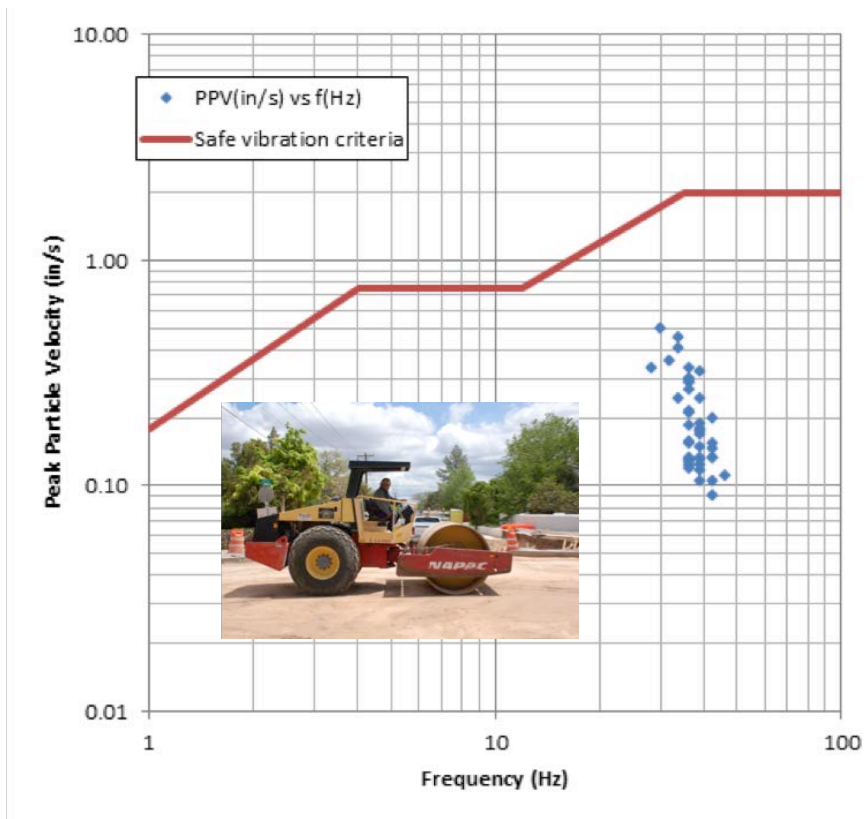 10.00
PPV(in/s) vs f(Hz)
Safe vibration criteria
1.00
Peak Particle Velocity (in/s)
0.10
NAPPC
0.01
1
10
100
Frequency (Hz)